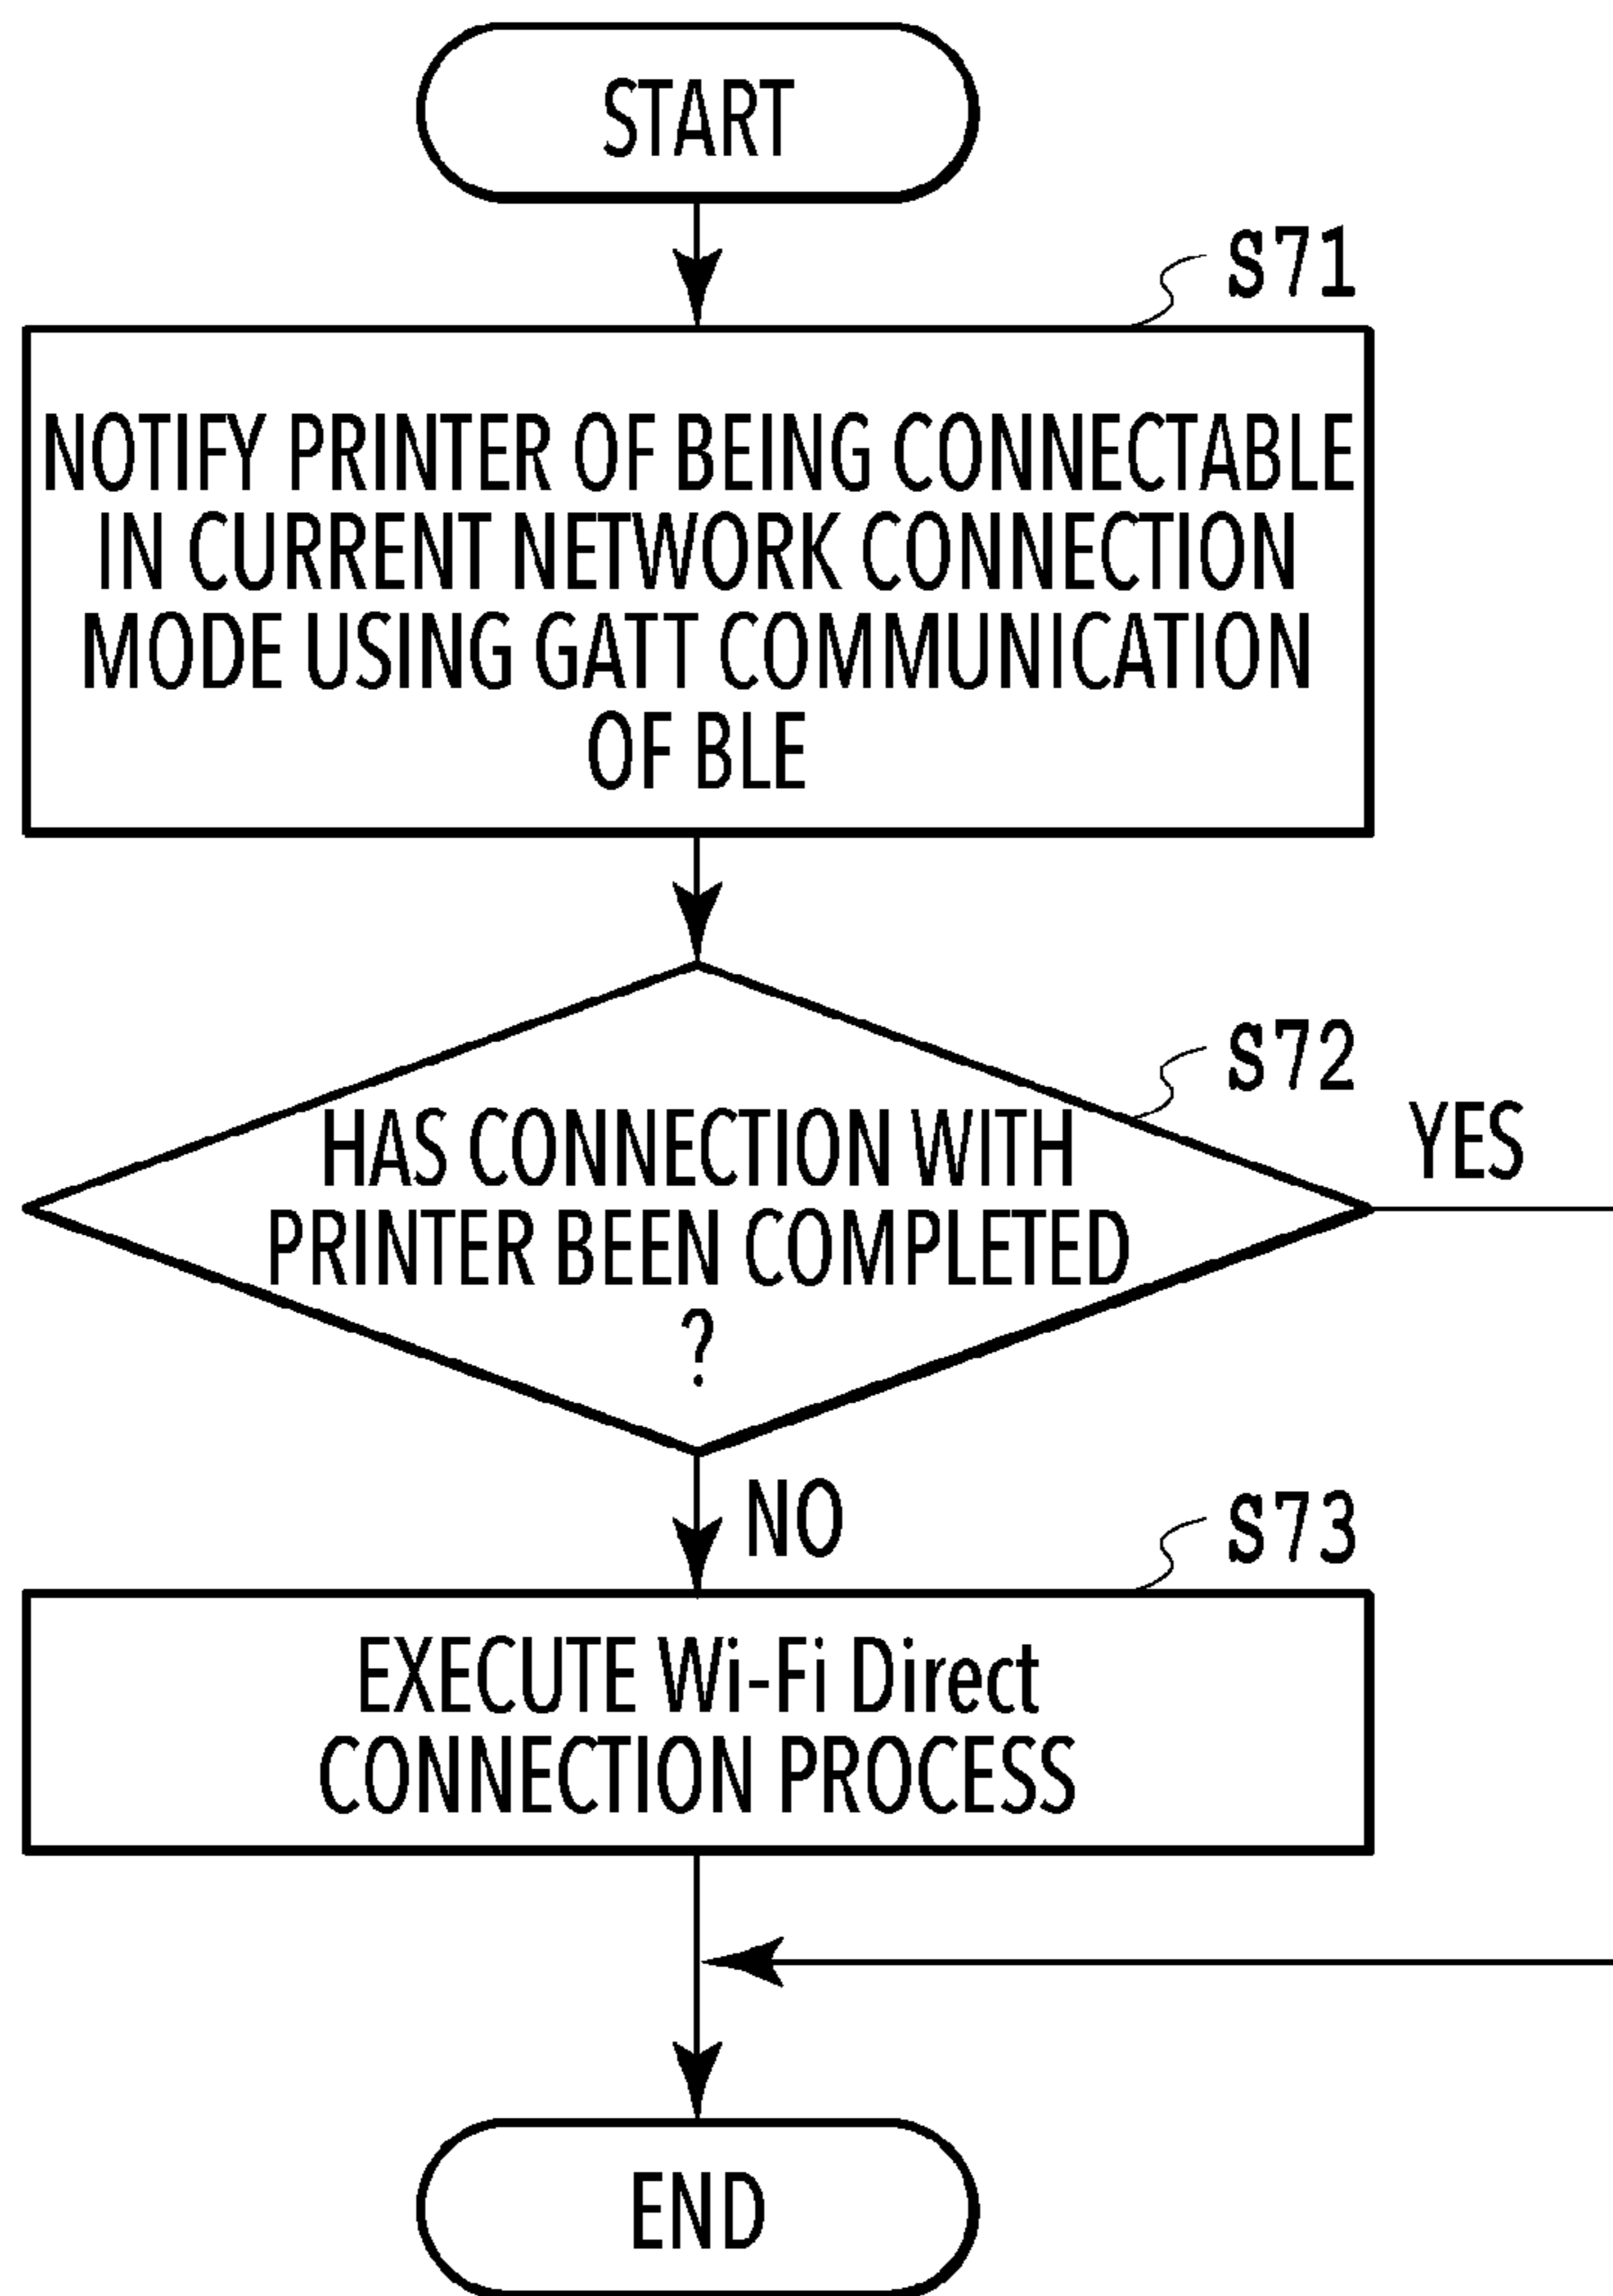 START
S71
NOTIFY PRINTER OF BEING CONNECTABLE
IN CURRENT NETWORK CONNECTION
MODE USING GATT COMMUNICATION
OF BLE
S72
HAS CONNECTION WITH
PRINTER BEEN COMPLETED
?
YES
NO
S73
EXECUTE Wi-Fi Direct
CONNECTION PROCESS
END